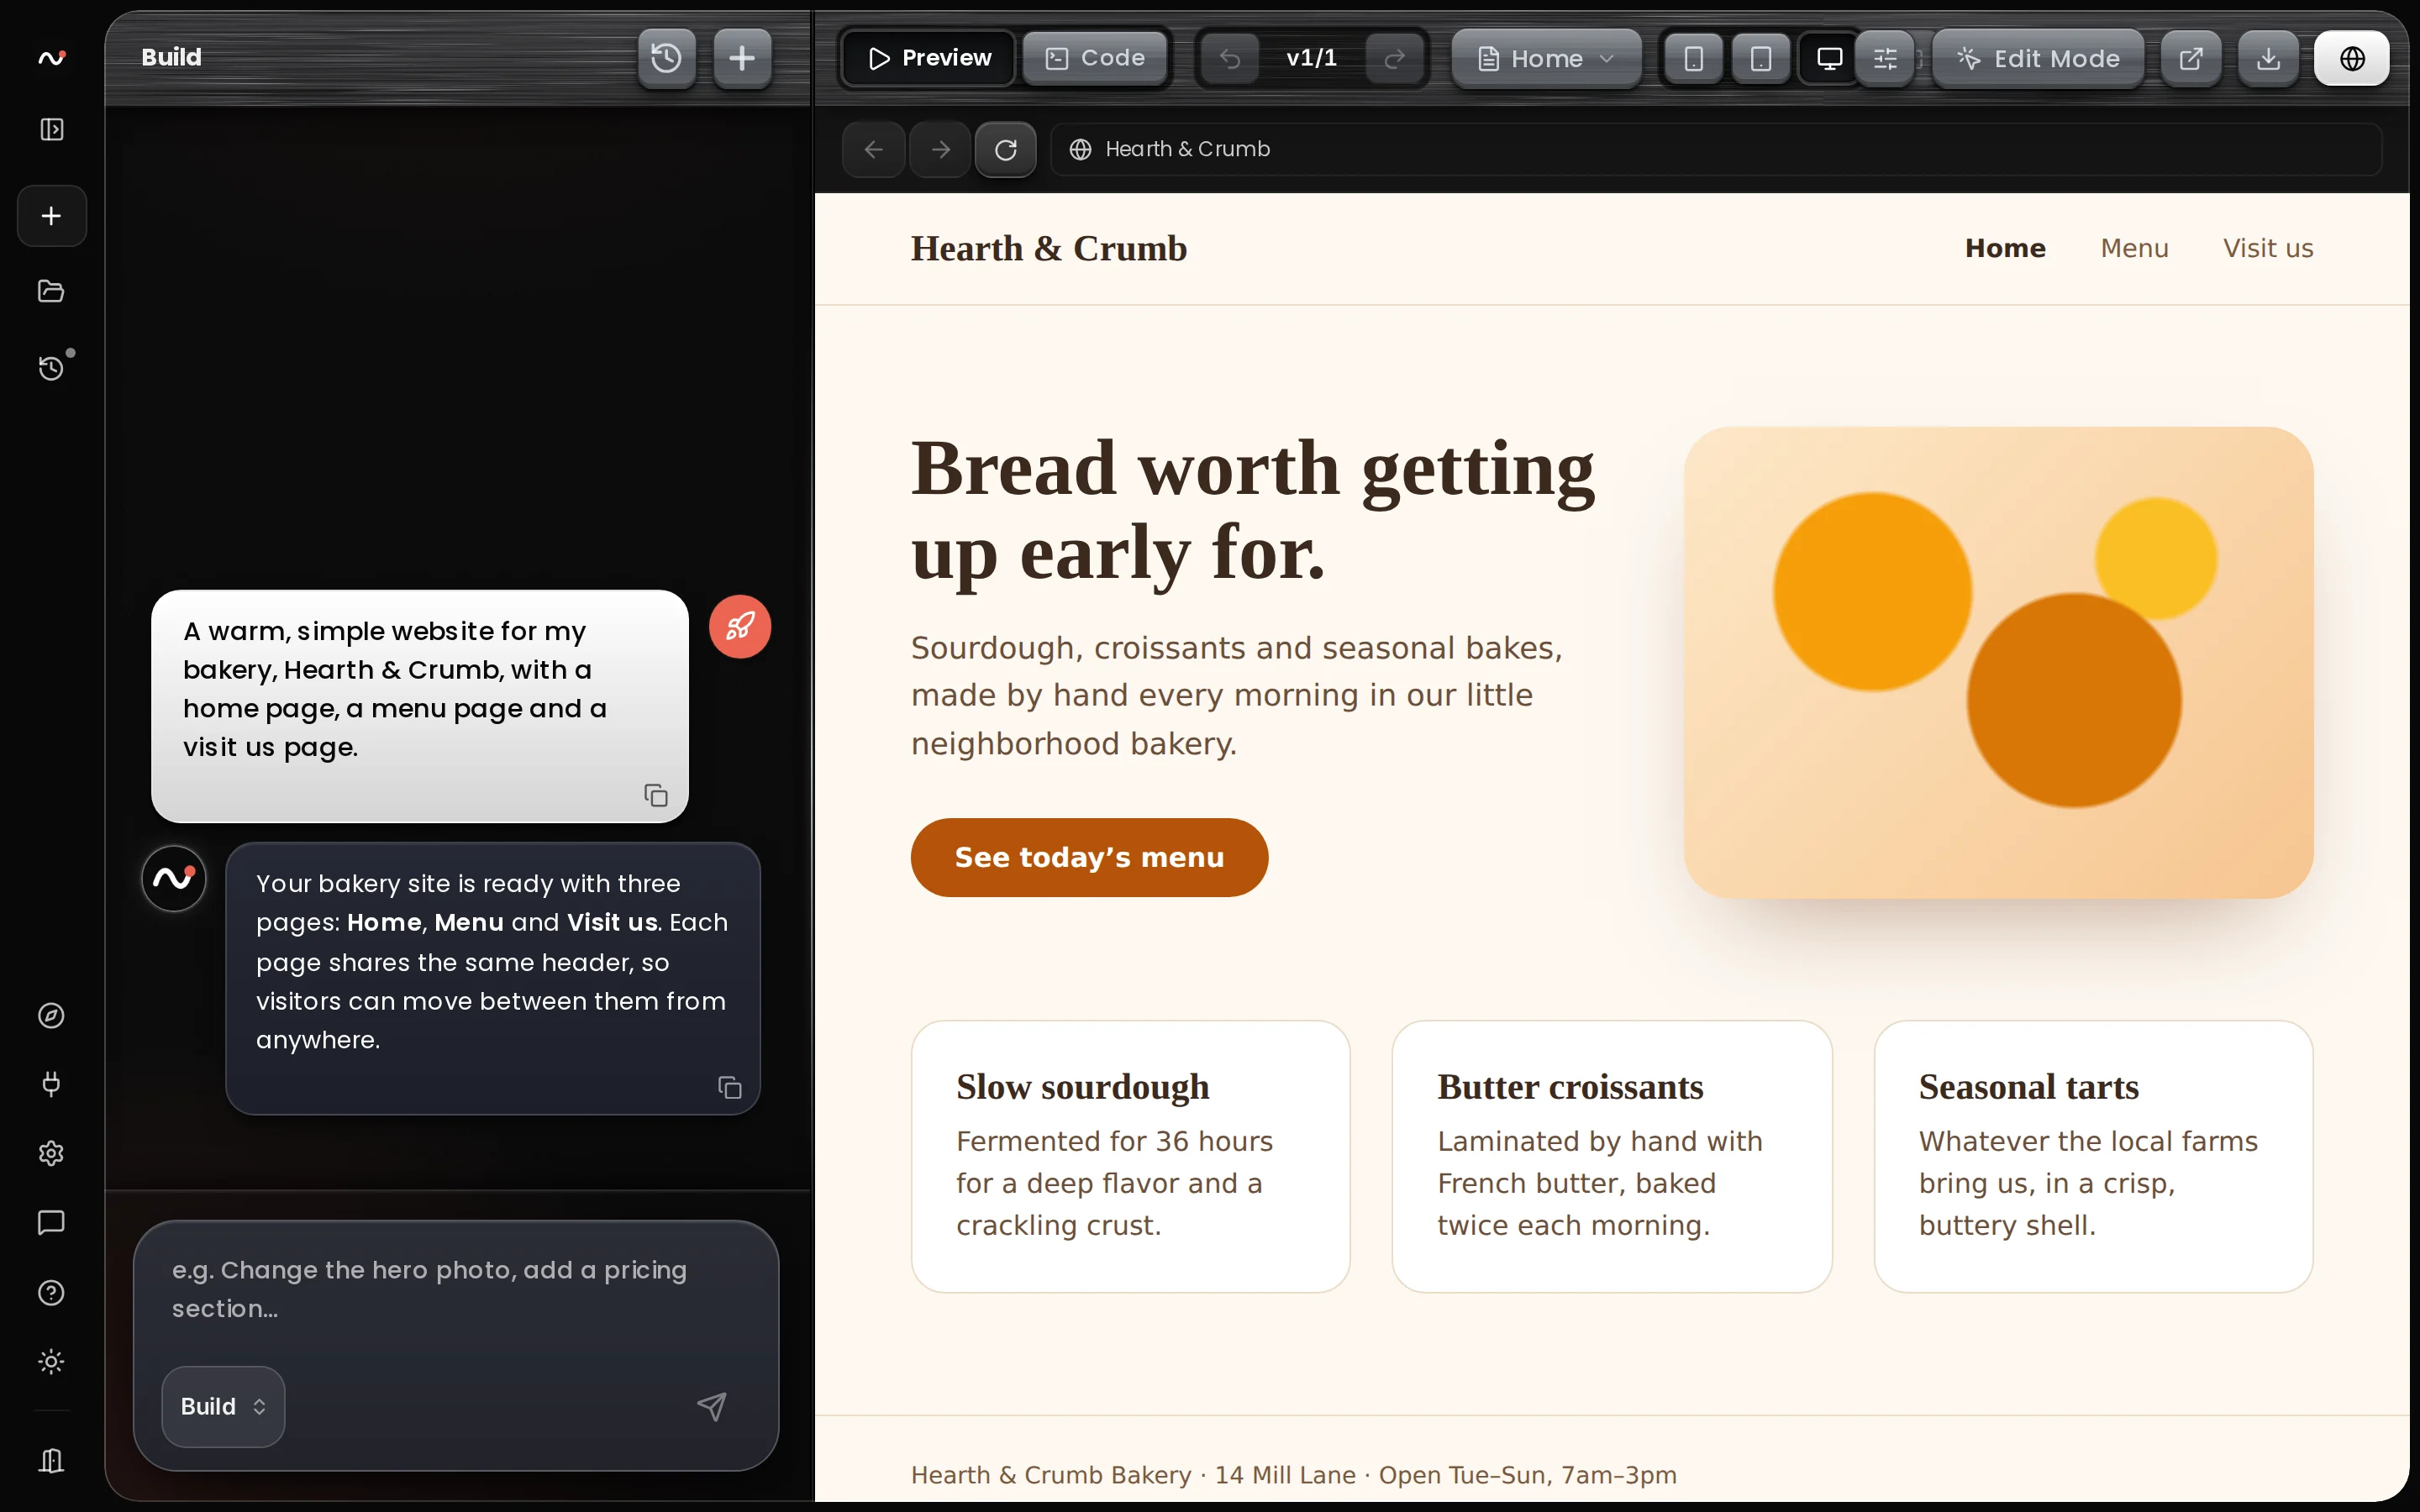 Build
Preview
Code
v1/1
Home
Edit Mode
Hearth & Crumb
Hearth & Crumb
Home
Menu
Visit us
Bread worth getting
up early for.
Sourdough, croissants and seasonal bakes,
made by hand every morning in our little
neighborhood bakery.
See today’s menu
Slow sourdough
Fermented for 36 hours
for a deep flavor and a
crackling crust.
Butter croissants
Laminated by hand with
French butter, baked
twice each morning.
Seasonal tarts
Whatever the local farms
bring us, in a crisp,
buttery shell.
Hearth & Crumb Bakery · 14 Mill Lane · Open Tue–Sun, 7am–3pm
A warm, simple website for my
bakery, Hearth & Crumb, with a
home page, a menu page and a
visit us page.
Your bakery site is ready with three
pages: Home, Menu and Visit us. Each
page shares the same header, so
visitors can move between them from
anywhere.
e.g. Change the hero photo, add a pricing
section...
Build